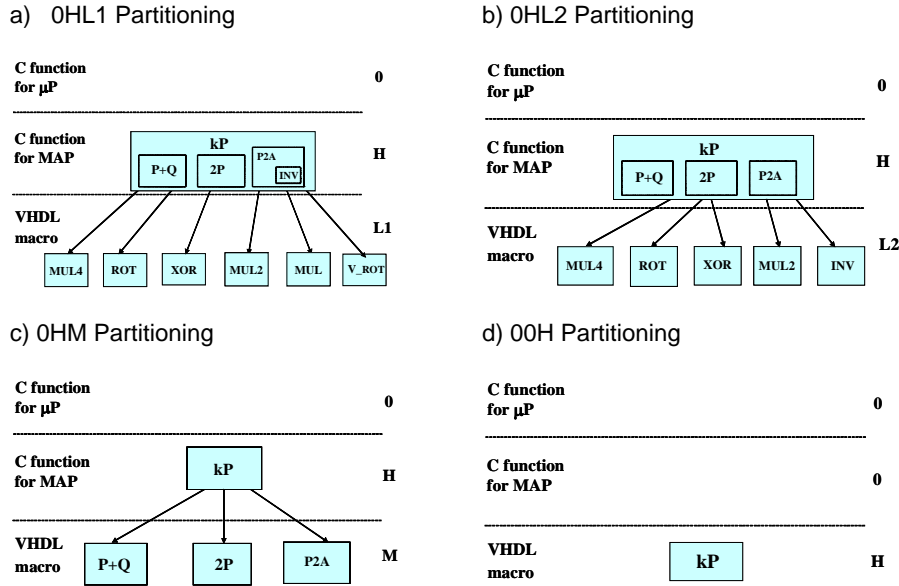 a) 0HL1 Partitioning
C function
for μP
0
C function
for MAP
kP
P+Q
2P
P2A
INV
H
VHDL
macro
L1
MUL4
ROT
XOR
MUL2
MUL
V_ROT
b) 0HL2 Partitioning
C function
for μP
0
C function
for MAP
kP
P+Q
2P
P2A
H
VHDL
macro
L2
MUL4
ROT
XOR
MUL2
INV
c) 0HM Partitioning
C function
for μP
0
C function
for MAP
kP
H
VHDL
macro
P+Q
2P
P2A
M
d) 00H Partitioning
C function
for μP
0
C function
for MAP
0
VHDL
macro
kP
H